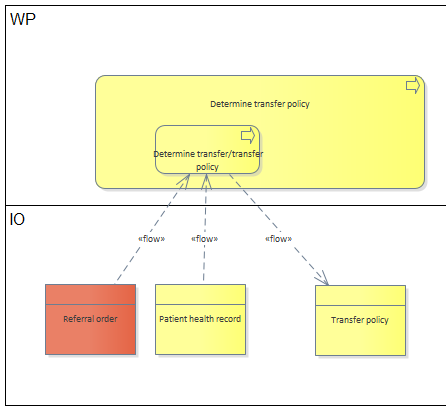 WP
Determine transfer policy
Determine transfer/transfer
policy
IO
«flow»
«flow»
«flow»
Referral order
Patient health record
Transfer policy